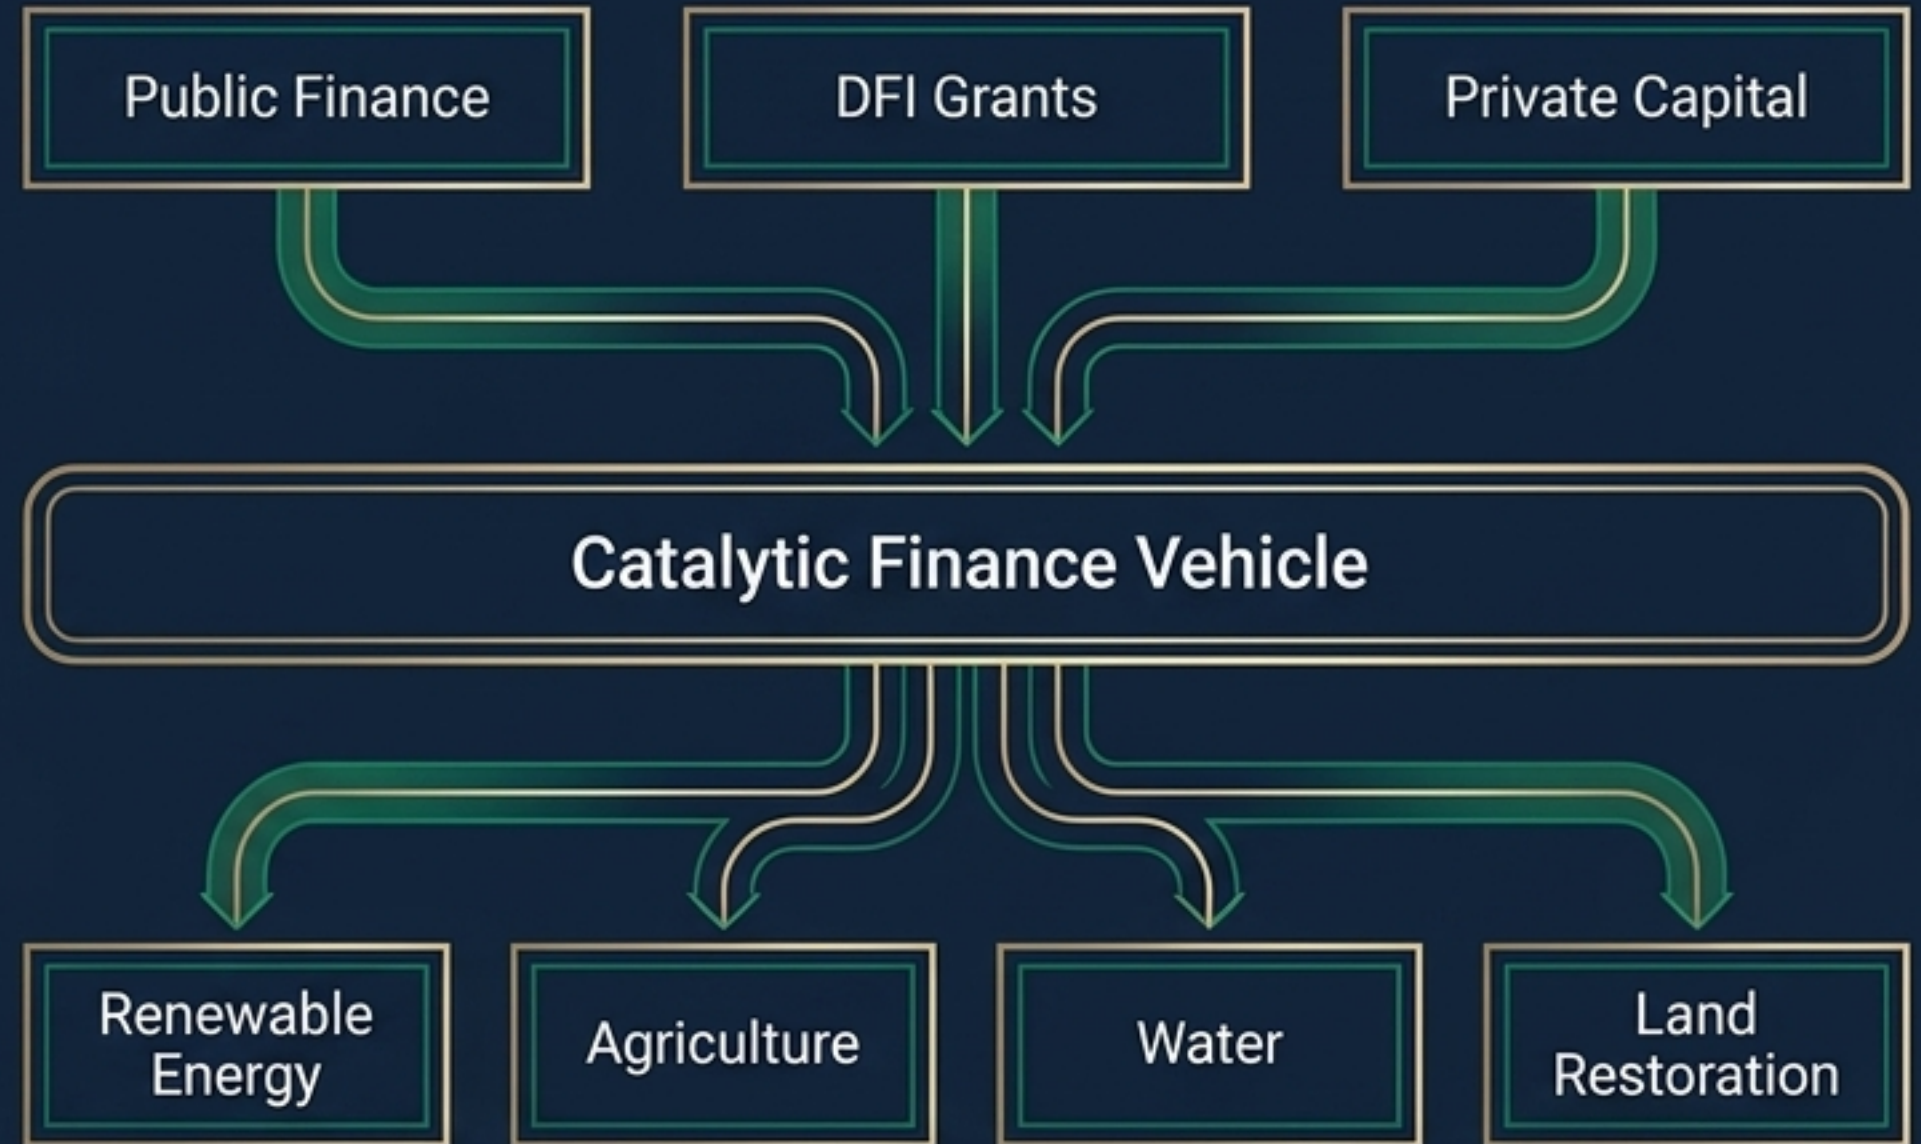 Public Finance
DFI Grants
Private Capital
Catalytic Finance Vehicle
Renewable
Energy
Agriculture
Water
Land
Restoration